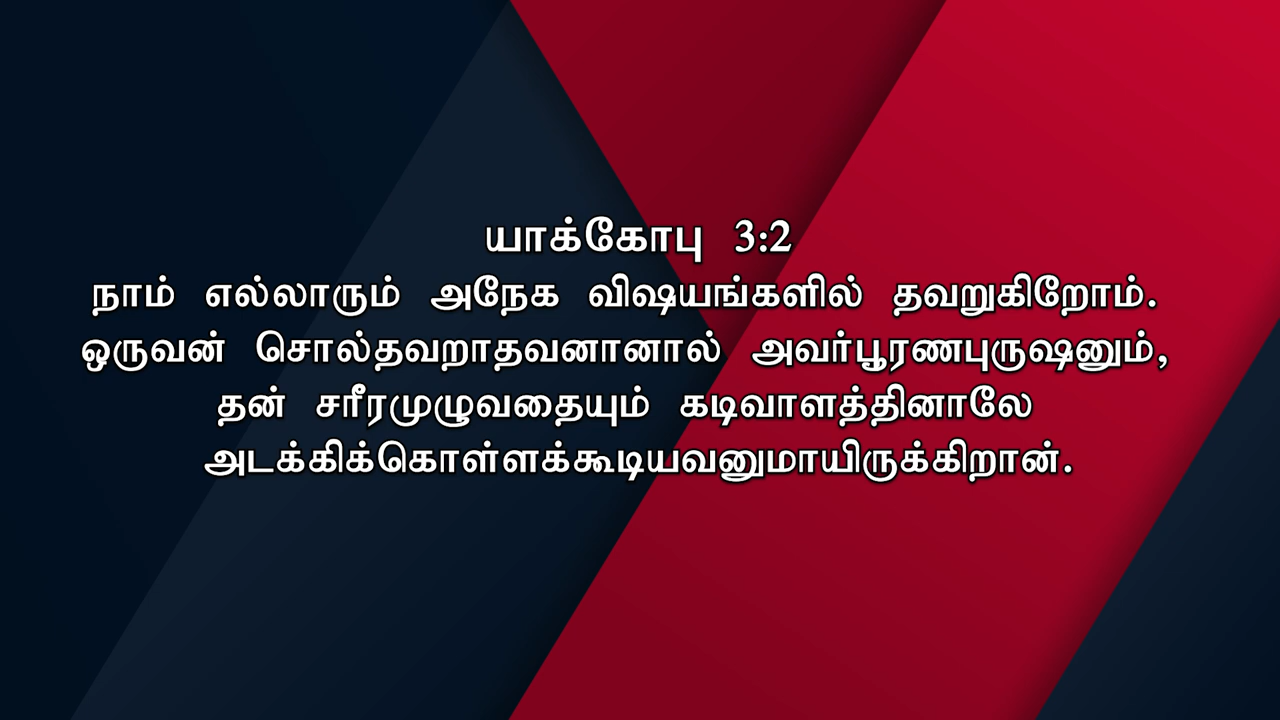 யாக்கோபு 3:2
நாம் எல்லாரும் அநேக விஷயங்களில் தவறுகிறோம்.
ஒருவன் சொல்தவறாதவனானால் அவர்பூரணபுருஷனும்,
தன் சரீரமுழுவதையும் கடிவாளத்தினாலே
அடக்கிக்கொள்ளக்கூடியவனுமாயிருக்கிறான்.